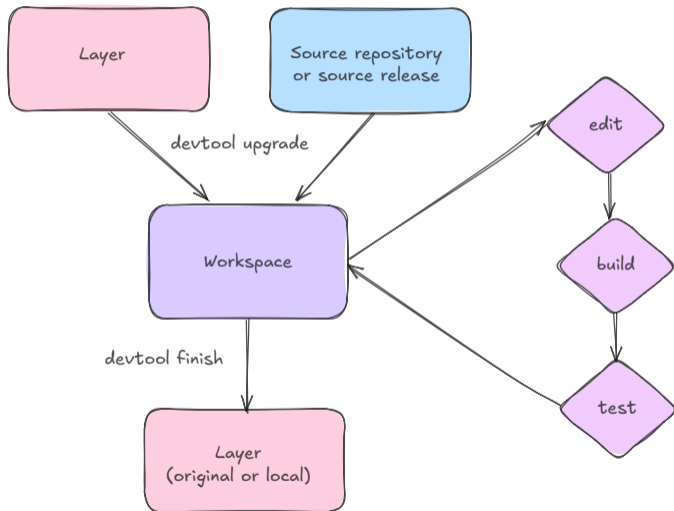 Layer
Source repository
or source release
edit
devtool upgrade
Workspace
build
devtool finish
test
Layer
(original or local)